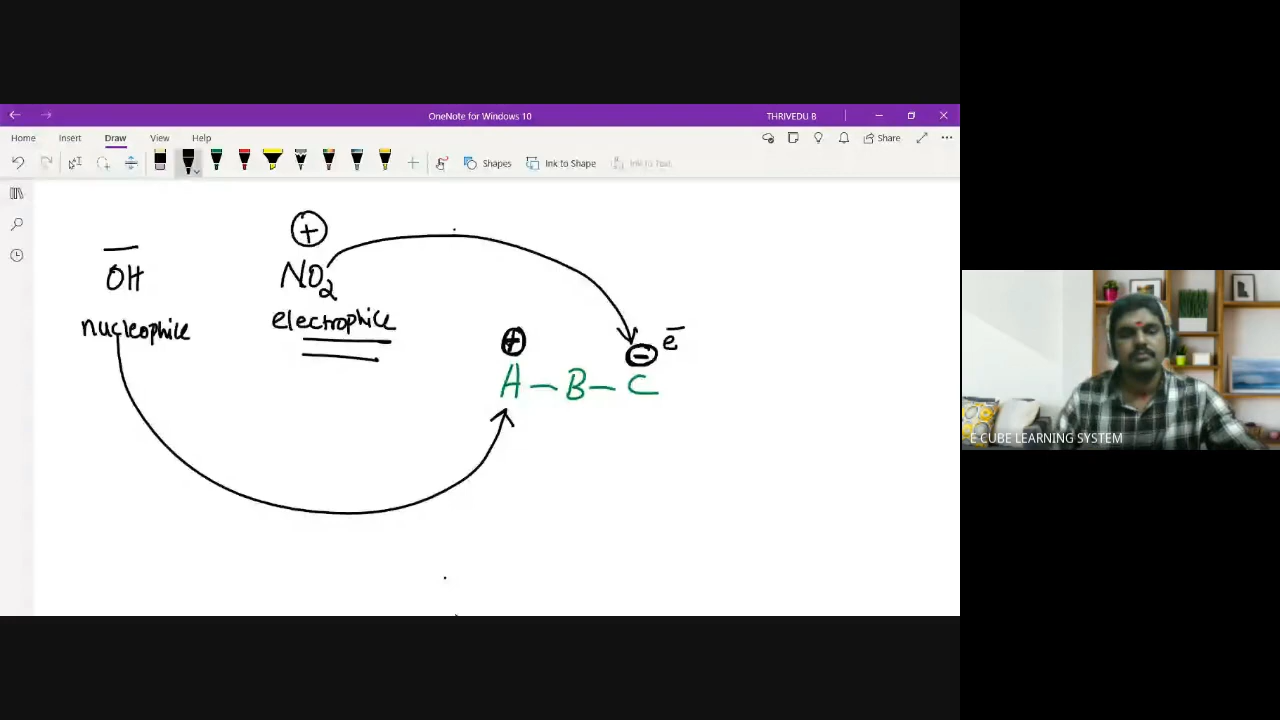 OneNote for Windows 10
THRIVEDU B
Home Insert Draw View Help
Share
Shapes Ink to Shape Ink to Text
+
OH
NO2
nucleophile
electrophile
+
− e
A − B − C
E CUBE LEARNING SYSTEM